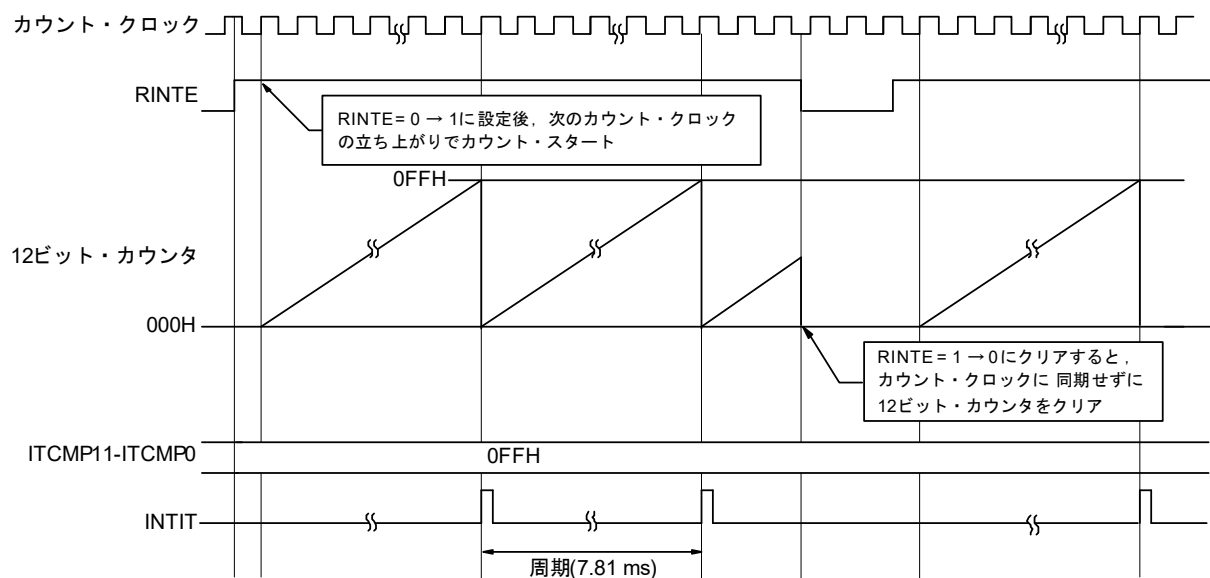 カウント・クロック
RINTE
RINTE = 0 → 1に設定後，次のカウント・クロック
の立ち上がりでカウント・スタート
0FFH
12ビット・カウンタ
000H
RINTE = 1 → 0にクリアすると，
カウント・クロックに 同期せずに
12ビット・カウンタをクリア
ITCMP11-ITCMP0
0FFH
INTIT
周期(7.81 ms)